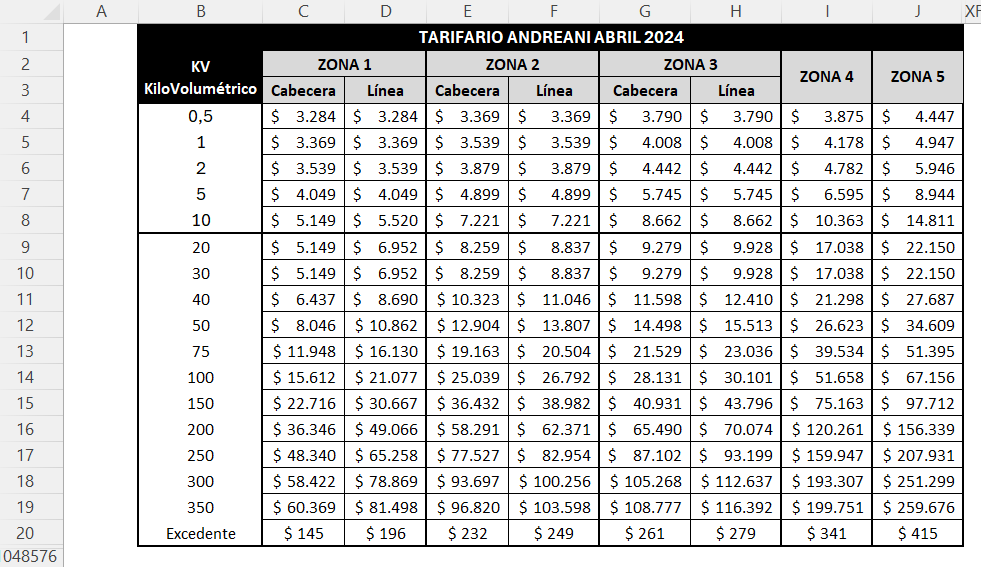 A B C D E F G H I J XF
1 TARIFARIO ANDREANI ABRIL 2024
2 KV ZONA 1 ZONA 2 ZONA 3 ZONA 4 ZONA 5
3 KiloVolumétrico Cabecera Línea Cabecera Línea Cabecera Línea
4 0,5 $ 3.284 $ 3.284 $ 3.369 $ 3.369 $ 3.790 $ 3.790 $ 3.875 $ 4.447
5 1 $ 3.369 $ 3.369 $ 3.539 $ 3.539 $ 4.008 $ 4.008 $ 4.178 $ 4.947
6 2 $ 3.539 $ 3.539 $ 3.879 $ 3.879 $ 4.442 $ 4.442 $ 4.782 $ 5.946
7 5 $ 4.049 $ 4.049 $ 4.899 $ 4.899 $ 5.745 $ 5.745 $ 6.595 $ 8.944
8 10 $ 5.149 $ 5.520 $ 7.221 $ 7.221 $ 8.662 $ 8.662 $ 10.363 $ 14.811
9 20 $ 5.149 $ 6.952 $ 8.259 $ 8.837 $ 9.279 $ 9.928 $ 17.038 $ 22.150
10 30 $ 5.149 $ 6.952 $ 8.259 $ 8.837 $ 9.279 $ 9.928 $ 17.038 $ 22.150
11 40 $ 6.437 $ 8.690 $ 10.323 $ 11.046 $ 11.598 $ 12.410 $ 21.298 $ 27.687
12 50 $ 8.046 $ 10.862 $ 12.904 $ 13.807 $ 14.498 $ 15.513 $ 26.623 $ 34.609
13 75 $ 11.948 $ 16.130 $ 19.163 $ 20.504 $ 21.529 $ 23.036 $ 39.534 $ 51.395
14 100 $ 15.612 $ 21.077 $ 25.039 $ 26.792 $ 28.131 $ 30.101 $ 51.658 $ 67.156
15 150 $ 22.716 $ 30.667 $ 36.432 $ 38.982 $ 40.931 $ 43.796 $ 75.163 $ 97.712
16 200 $ 36.346 $ 49.066 $ 58.291 $ 62.371 $ 65.490 $ 70.074 $ 120.261 $ 156.339
17 250 $ 48.340 $ 65.258 $ 77.527 $ 82.954 $ 87.102 $ 93.199 $ 159.947 $ 207.931
18 300 $ 58.422 $ 78.869 $ 93.697 $ 100.256 $ 105.268 $ 112.637 $ 193.307 $ 251.299
19 350 $ 60.369 $ 81.498 $ 96.820 $ 103.598 $ 108.777 $ 116.392 $ 199.751 $ 259.676
20 Excedente $ 145 $ 196 $ 232 $ 249 $ 261 $ 279 $ 341 $ 415
048576